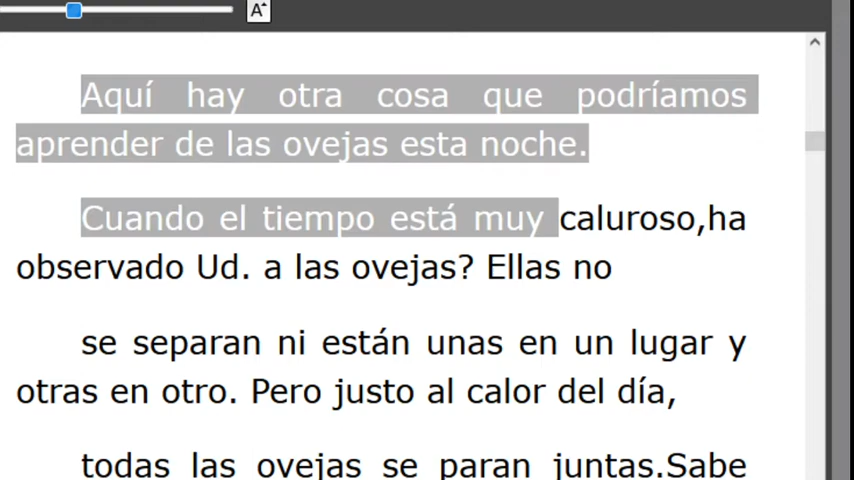 A
Aquí hay otra cosa que podríamos
aprender de las ovejas esta noche.
Cuando el tiempo está muy caluroso,ha
observado Ud. a las ovejas? Ellas no
se separan ni están unas en un lugar y
otras en otro. Pero justo al calor del día,
todas las ovejas se paran juntas.Sabe